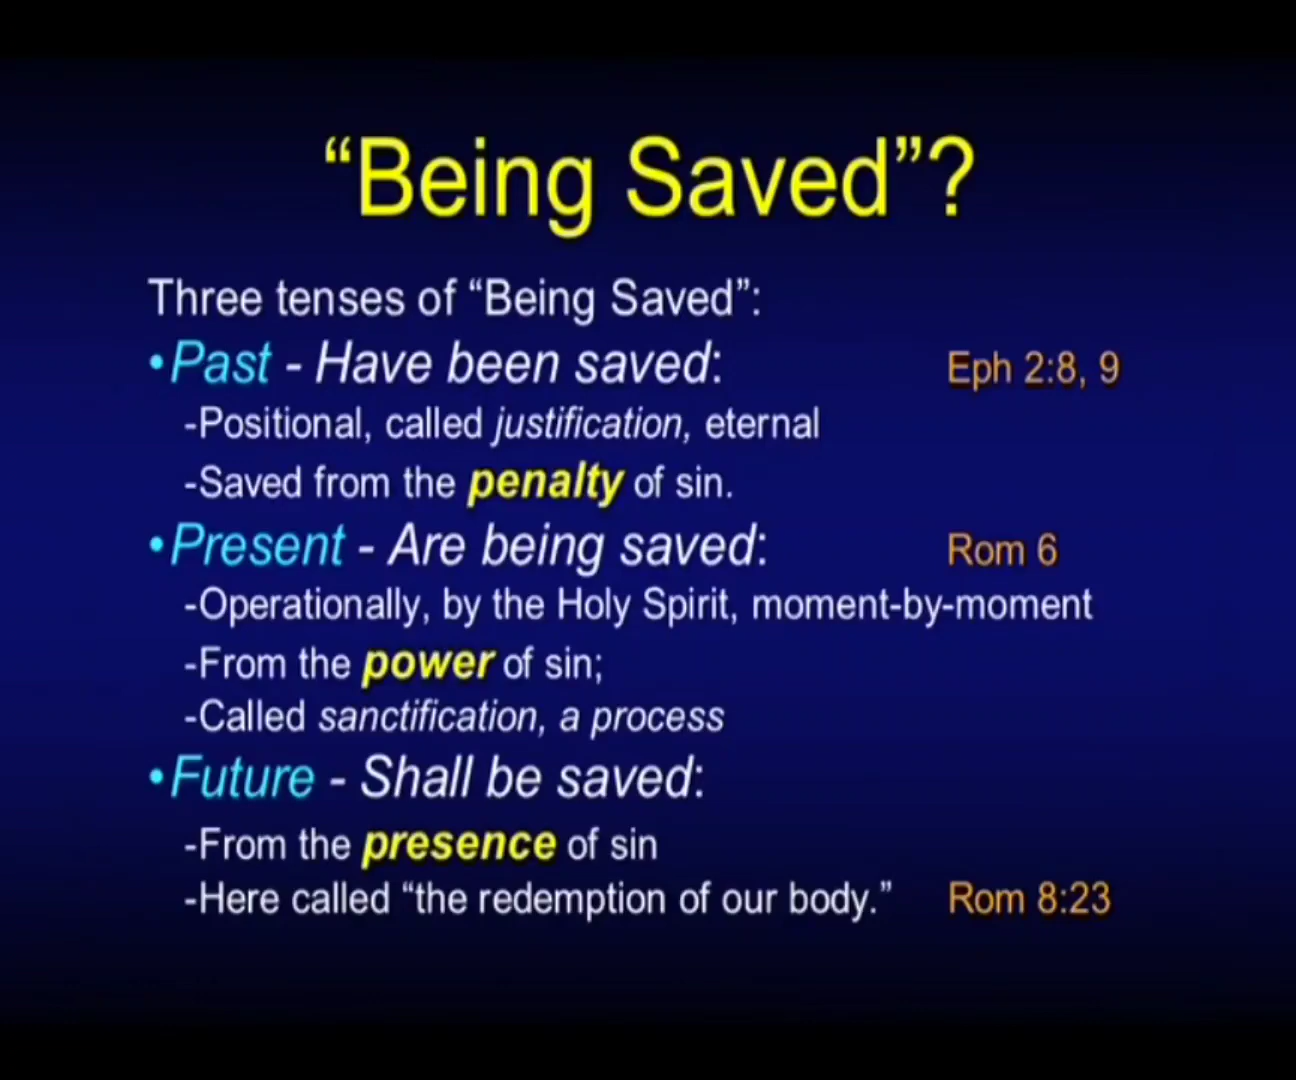 “Being Saved”?
Three tenses of “Being Saved”:
•Past - Have been saved: Eph 2:8, 9
-Positional, called justification, eternal
-Saved from the penalty of sin.
•Present - Are being saved: Rom 6
-Operationally, by the Holy Spirit, moment-by-moment
-From the power of sin;
-Called sanctification, a process
•Future - Shall be saved:
-From the presence of sin
-Here called “the redemption of our body.” Rom 8:23